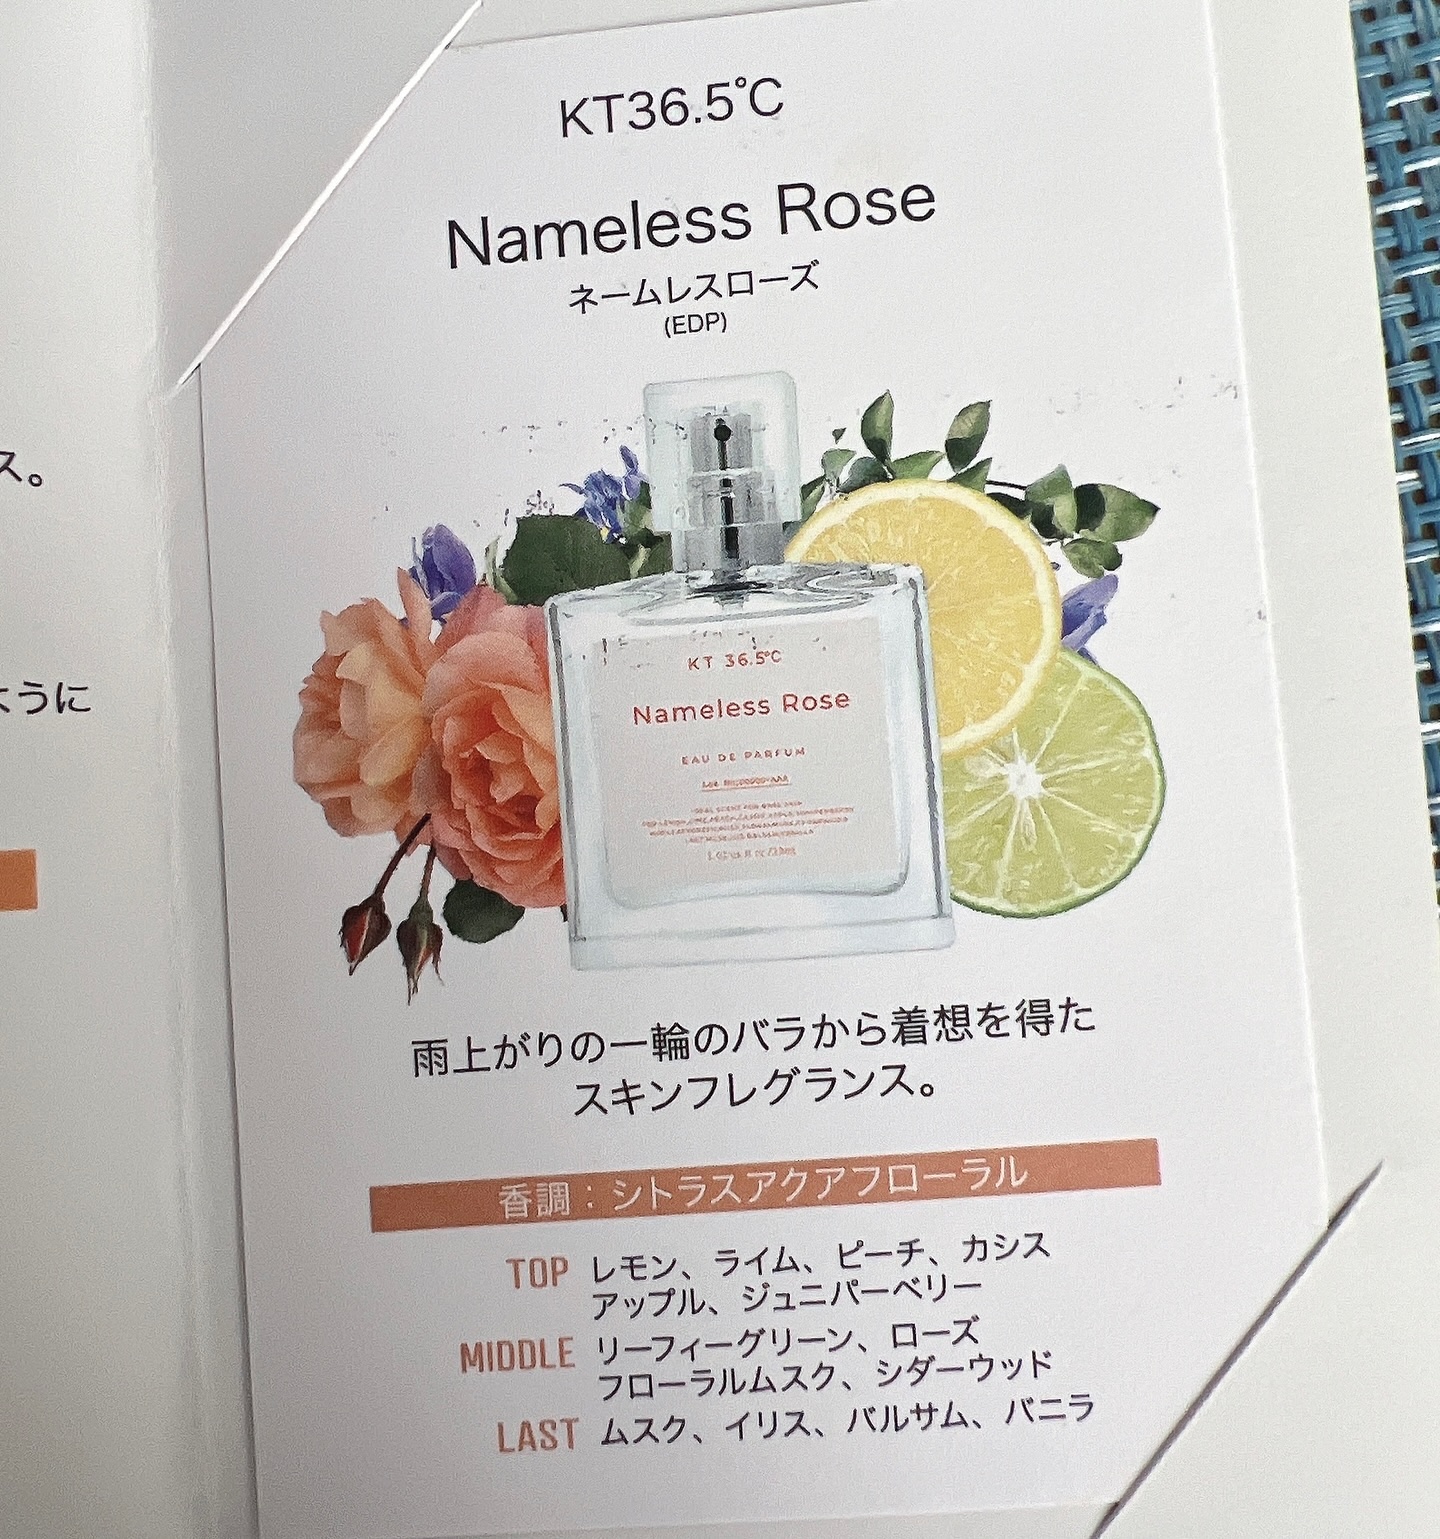 ス。
ように
KT36.5℃
Nameless Rose
ネームレスローズ
(EDP)
KT 36.5℃
Nameless Rose
EAU DE PARFUM
雨上がりの一輪のバラから着想を得た
スキンフレグランス。
香調：シトラスアクアフローラル
TOP レモン、ライム、ピーチ、カシス
アップル、ジュニパーベリー
MIDDLE リーフィーグリーン、ローズ
フローラルムスク、シダーウッド
LAST ムスク、イリス、バルサム、バニラ